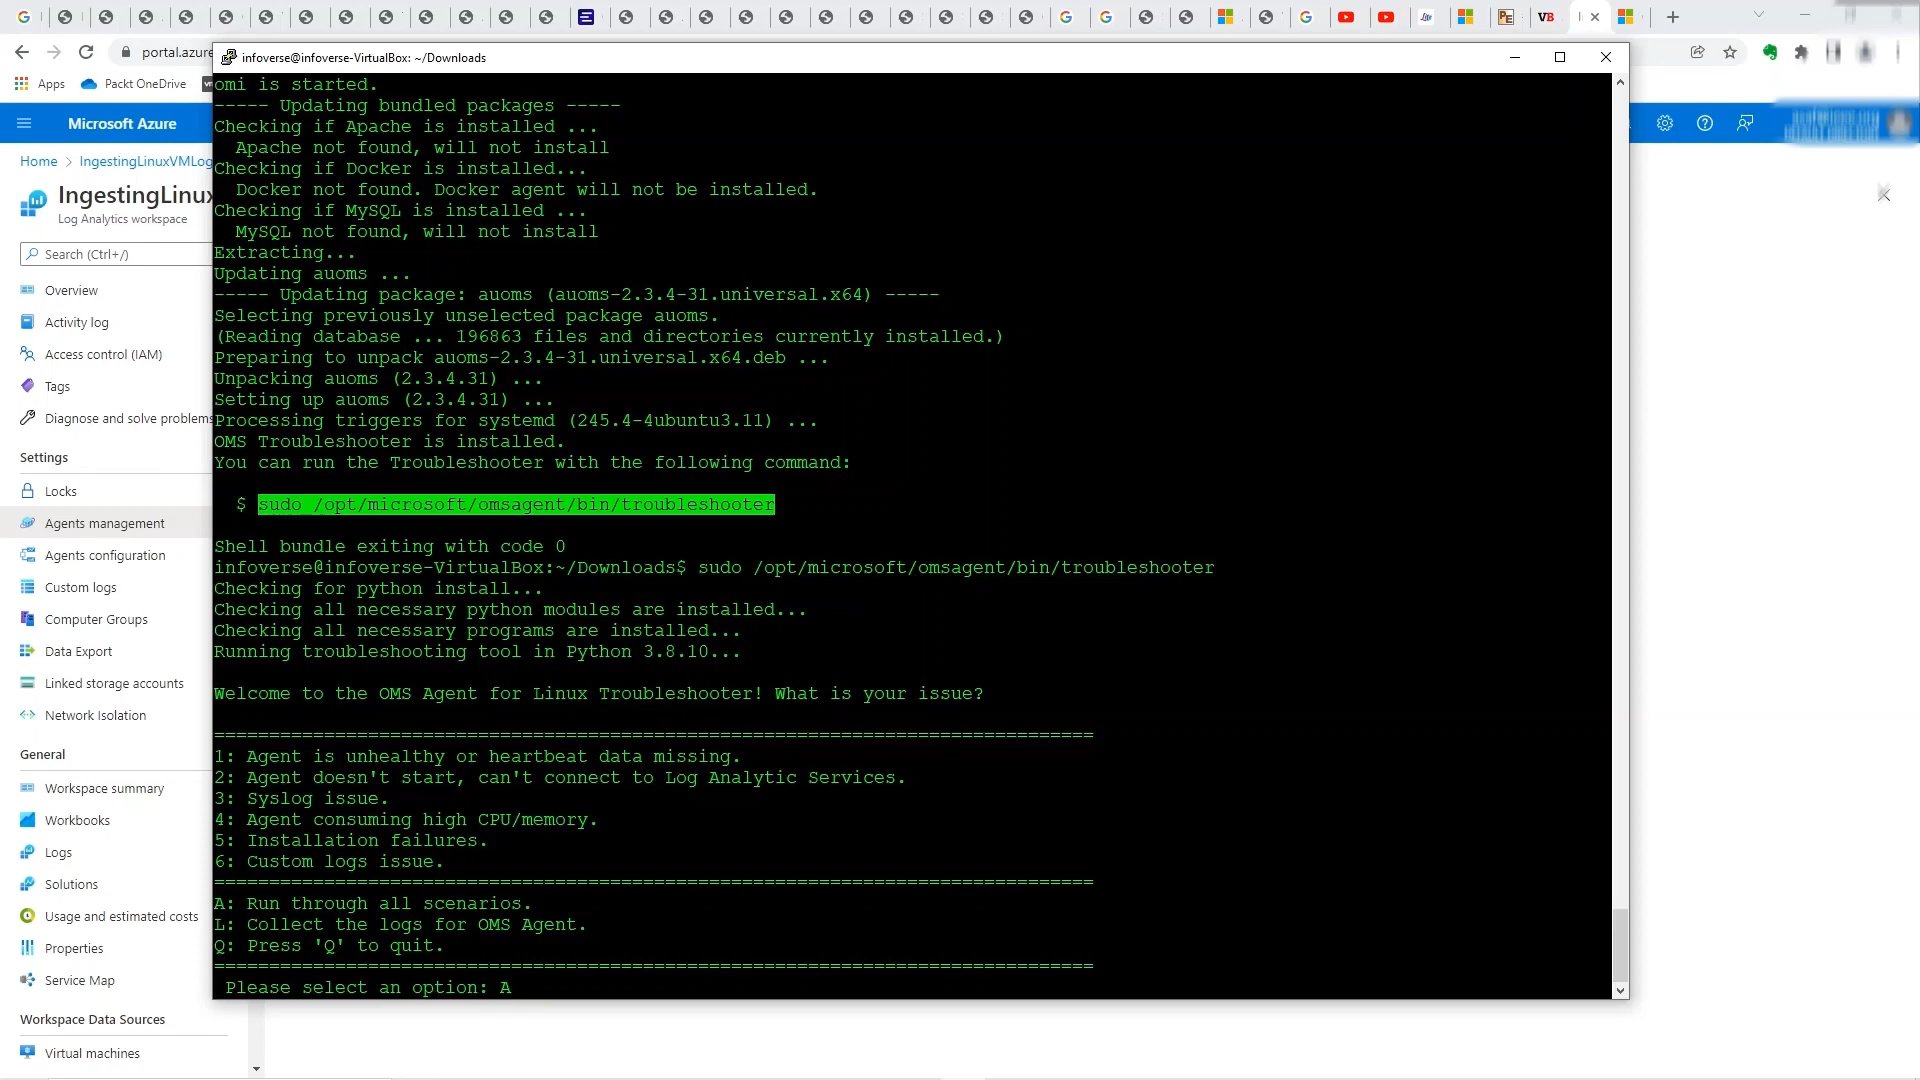 portal.azure
Apps
Packt OneDrive
Microsoft Azure
Home > IngestingLinuxVMLog
IngestingLinux
Log Analytics workspace
Search (Ctrl+/)
Overview
Activity log
Access control (IAM)
Tags
Diagnose and solve problems
Settings
Locks
Agents management
Agents configuration
Custom logs
Computer Groups
Data Export
Linked storage accounts
Network Isolation
General
Workspace summary
Workbooks
Logs
Solutions
Usage and estimated costs
Properties
Service Map
Workspace Data Sources
Virtual machines
infoverse@infoverse-VirtualBox: ~/Downloads
omi is started.
----- Updating bundled packages -----
Checking if Apache is installed ...
Apache not found, will not install
Checking if Docker is installed...
Docker not found. Docker agent will not be installed.
Checking if MySQL is installed ...
MySQL not found, will not install
Extracting...
Updating auoms ...
----- Updating package: auoms (auoms-2.3.4-31.universal.x64) -----
Selecting previously unselected package auoms.
(Reading database ... 196863 files and directories currently installed.)
Preparing to unpack auoms-2.3.4-31.universal.x64.deb ...
Unpacking auoms (2.3.4.31) ...
Setting up auoms (2.3.4.31) ...
Processing triggers for systemd (245.4-4ubuntu3.11) ...
OMS Troubleshooter is installed.
You can run the Troubleshooter with the following command:
$ sudo /opt/microsoft/omsagent/bin/troubleshooter
Shell bundle exiting with code 0
infoverse@infoverse-VirtualBox:~/Downloads$ sudo /opt/microsoft/omsagent/bin/troubleshooter
Checking for python install...
Checking all necessary python modules are installed...
Checking all necessary programs are installed...
Running troubleshooting tool in Python 3.8.10...
Welcome to the OMS Agent for Linux Troubleshooter! What is your issue?
================================================================================
1: Agent is unhealthy or heartbeat data missing.
2: Agent doesn't start, can't connect to Log Analytic Services.
3: Syslog issue.
4: Agent consuming high CPU/memory.
5: Installation failures.
6: Custom logs issue.
================================================================================
A: Run through all scenarios.
L: Collect the logs for OMS Agent.
Q: Press 'Q' to quit.
================================================================================
Please select an option: A